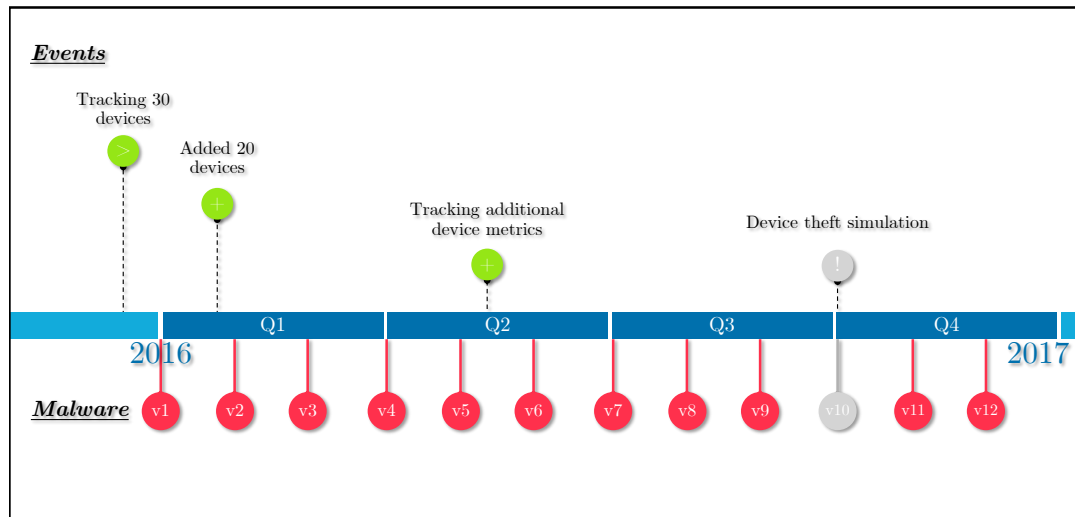 Events
Tracking 30
devices
>
Added 20
devices
+
Tracking additional
device metrics
+
Device theft simulation
!
Q1 Q2 Q3 Q4
2016 2017
Malware v1 v2 v3 v4 v5 v6 v7 v8 v9 v10 v11 v12